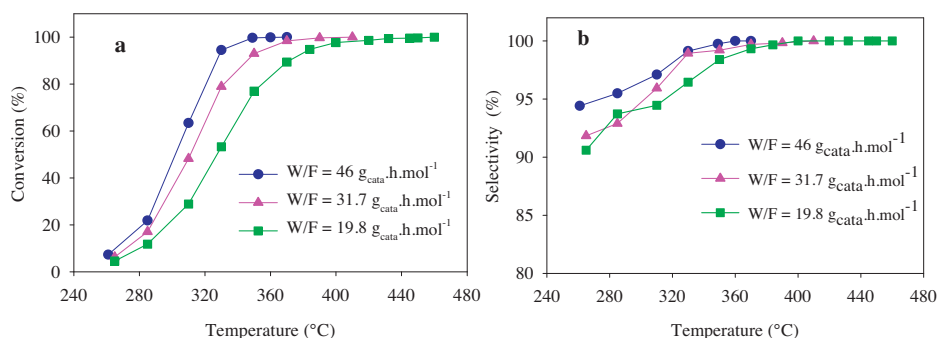 a
Conversion (%)
100
80
60
40
20
0
W/F = 46 g_cata.h.mol⁻¹
W/F = 31.7 g_cata.h.mol⁻¹
W/F = 19.8 g_cata.h.mol⁻¹
240 280 320 360 400 440 480
Temperature (°C)
b
Selectivity (%)
100
95
90
85
80
W/F = 46 g_cata.h.mol⁻¹
W/F = 31.7 g_cata.h.mol⁻¹
W/F = 19.8 g_cata.h.mol⁻¹
240 280 320 360 400 440 480
Temperature (°C)